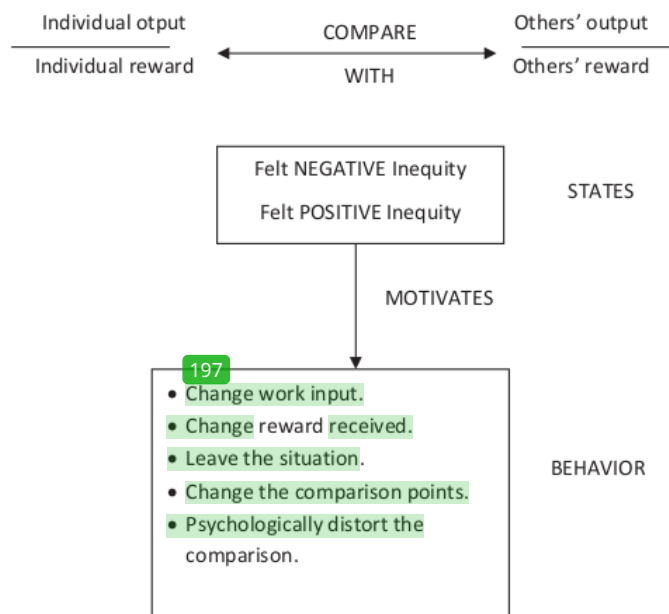 Individual otput
Individual reward
COMPARE
WITH
Others’ output
Others’ reward
Felt NEGATIVE Inequity
Felt POSITIVE Inequity
STATES
MOTIVATES
197
• Change work input.
• Change reward received.
• Leave the situation.
• Change the comparison points.
• Psychologically distort the
comparison.
BEHAVIOR